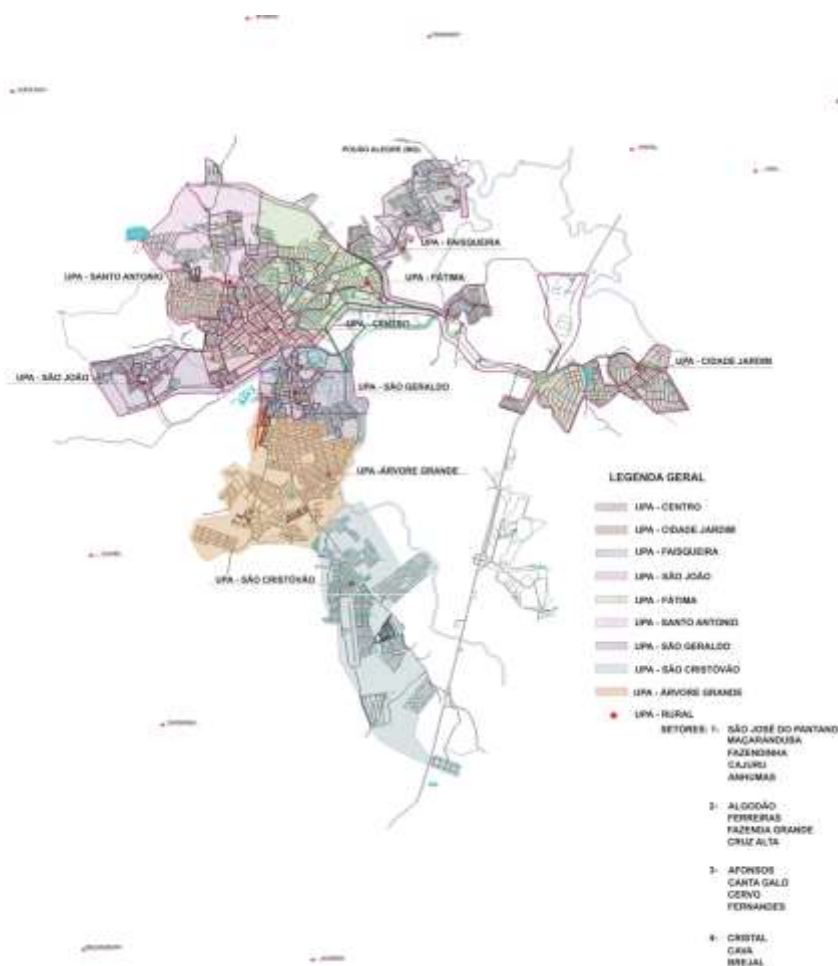 POUSO ALEGRE (MG)
UPA - FAISQUEIRA
UPA - SANTO ANTONIO
UPA - FÁTIMA
UPA - CENTRO
UPA - CIDADE JARDIM
UPA - SÃO JOÃO
UPA - SÃO GERALDO
UPA -ÁRVORE GRANDE
UPA - SÃO CRISTÓVÃO
LEGENDA GERAL
UPA - CENTRO
UPA - CIDADE JARDIM
UPA - FAISQUEIRA
UPA - SÃO JOÃO
UPA - FÁTIMA
UPA - SANTO ANTONIO
UPA - SÃO GERALDO
UPA - SÃO CRISTÓVÃO
UPA - ÁRVORE GRANDE
UPA - RURAL
SETORES: 1- SÃO JOSÉ DO PANTANO
MAÇARANDUBA
FAZENDINHA
CAJURU
ANHUMAS
2- ALGODÃO
FERREIRAS
FAZENDA GRANDE
CRUZ ALTA
3- AFONSOS
CANTA GALO
CERVO
FERNANDES
4- CRISTAL
CAVA
BREJAL